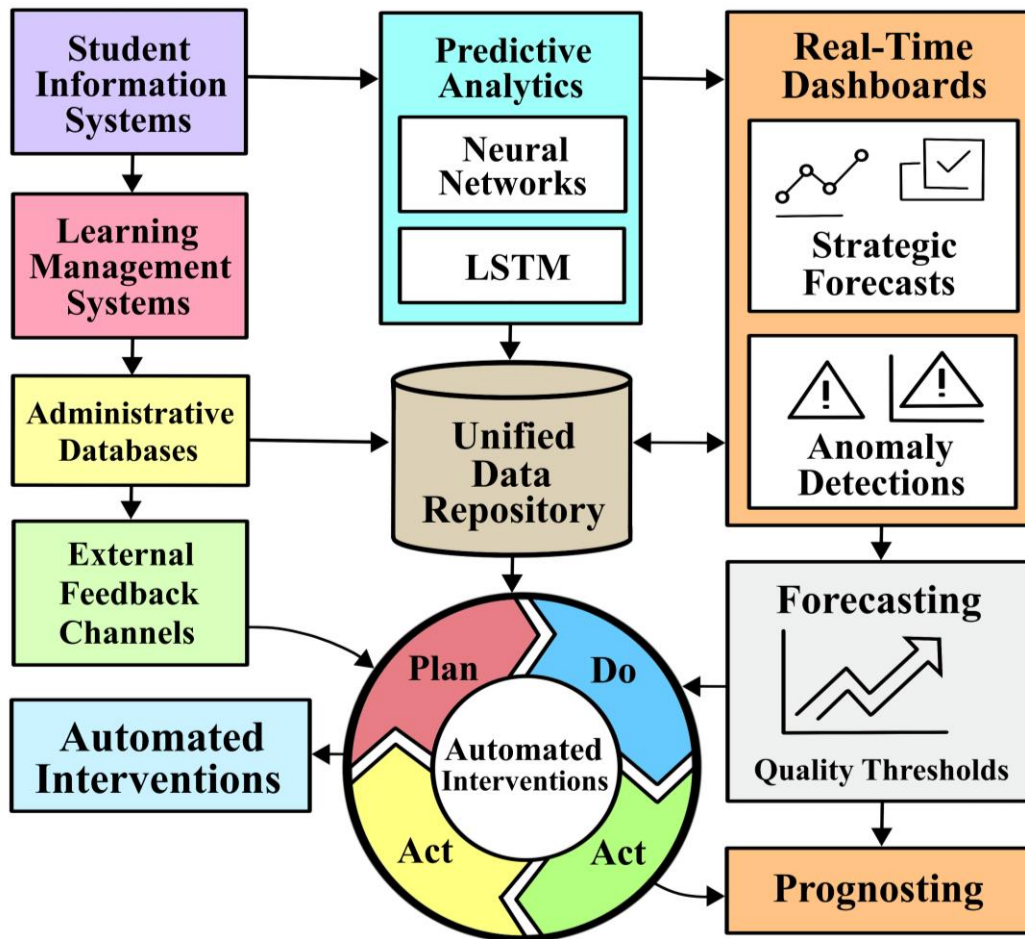 Student
Information
Systems
Predictive
Analytics
Neural
Networks
LSTM
Real-Time
Dashboards
Strategic
Forecasts
Anomaly
Detections
Learning
Management
Systems
Administrative
Databases
Unified
Data
Repository
External
Feedback
Channels
Forecasting
Quality Thresholds
Plan
Do
Automated
Interventions
Act
Act
Automated
Interventions
Prognosting